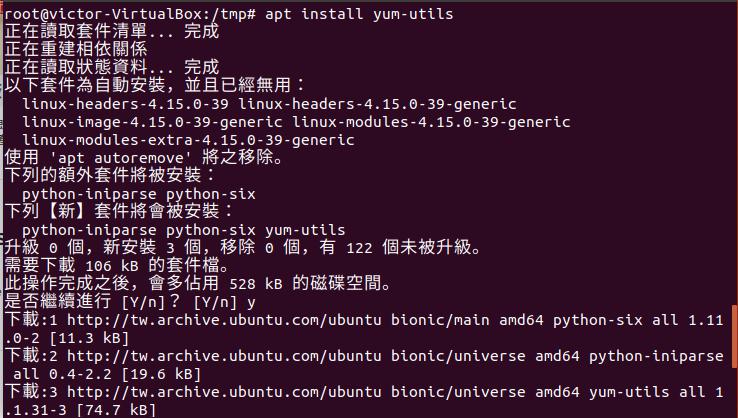 root@victor-VirtualBox:/tmp# apt install yum-utils
正在讀取套件清單... 完成
正在重建相依關係
正在讀取狀態資料... 完成
以下套件為自動安裝，並且已經無用：
linux-headers-4.15.0-39 linux-headers-4.15.0-39-generic
linux-image-4.15.0-39-generic linux-modules-4.15.0-39-generic
linux-modules-extra-4.15.0-39-generic
使用 'apt autoremove' 將之移除。
下列的額外套件將被安裝：
python-iniparse python-six
下列【新】套件將會被安裝：
python-iniparse python-six yum-utils
升級 0 個，新安裝 3 個，移除 0 個，有 122 個未被升級。
需要下載 106 kB 的套件檔。
此操作完成之後，會多佔用 528 kB 的磁碟空間。
是否繼續進行 [Y/n]？ [Y/n] y
下載:1 http://tw.archive.ubuntu.com/ubuntu bionic/main amd64 python-six all 1.11
.0-2 [11.3 kB]
下載:2 http://tw.archive.ubuntu.com/ubuntu bionic/universe amd64 python-iniparse
all 0.4-2.2 [19.6 kB]
下載:3 http://tw.archive.ubuntu.com/ubuntu bionic/universe amd64 yum-utils all 1
.1.31-3 [74.7 kB]